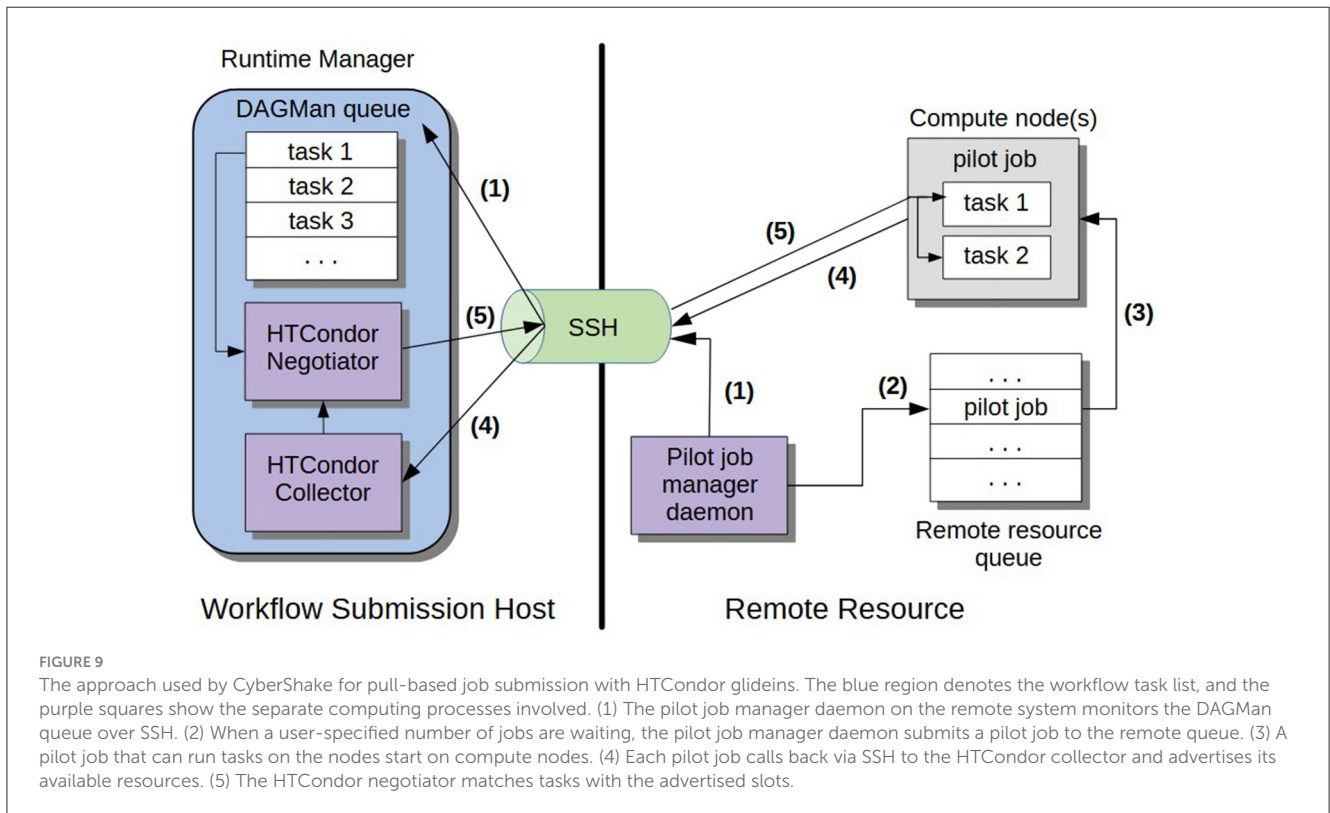 Runtime Manager
DAGMan queue
task 1
task 2
task 3
. . .
HTCondor
Negotiator
HTCondor
Collector
(1)
(5)
(4)
SSH
(5)
(4)
(1)
(2)
(3)
Compute node(s)
pilot job
task 1
task 2
Pilot job
manager
daemon
. . .
pilot job
. . .
. . .
Remote resource
queue
Workflow Submission Host
Remote Resource
FIGURE 9
The approach used by CyberShake for pull-based job submission with HTCondor glideins. The blue region denotes the workflow task list, and the
purple squares show the separate computing processes involved. (1) The pilot job manager daemon on the remote system monitors the DAGMan
queue over SSH. (2) When a user-specified number of jobs are waiting, the pilot job manager daemon submits a pilot job to the remote queue. (3) A
pilot job that can run tasks on the nodes start on compute nodes. (4) Each pilot job calls back via SSH to the HTCondor collector and advertises its
available resources. (5) The HTCondor negotiator matches tasks with the advertised slots.